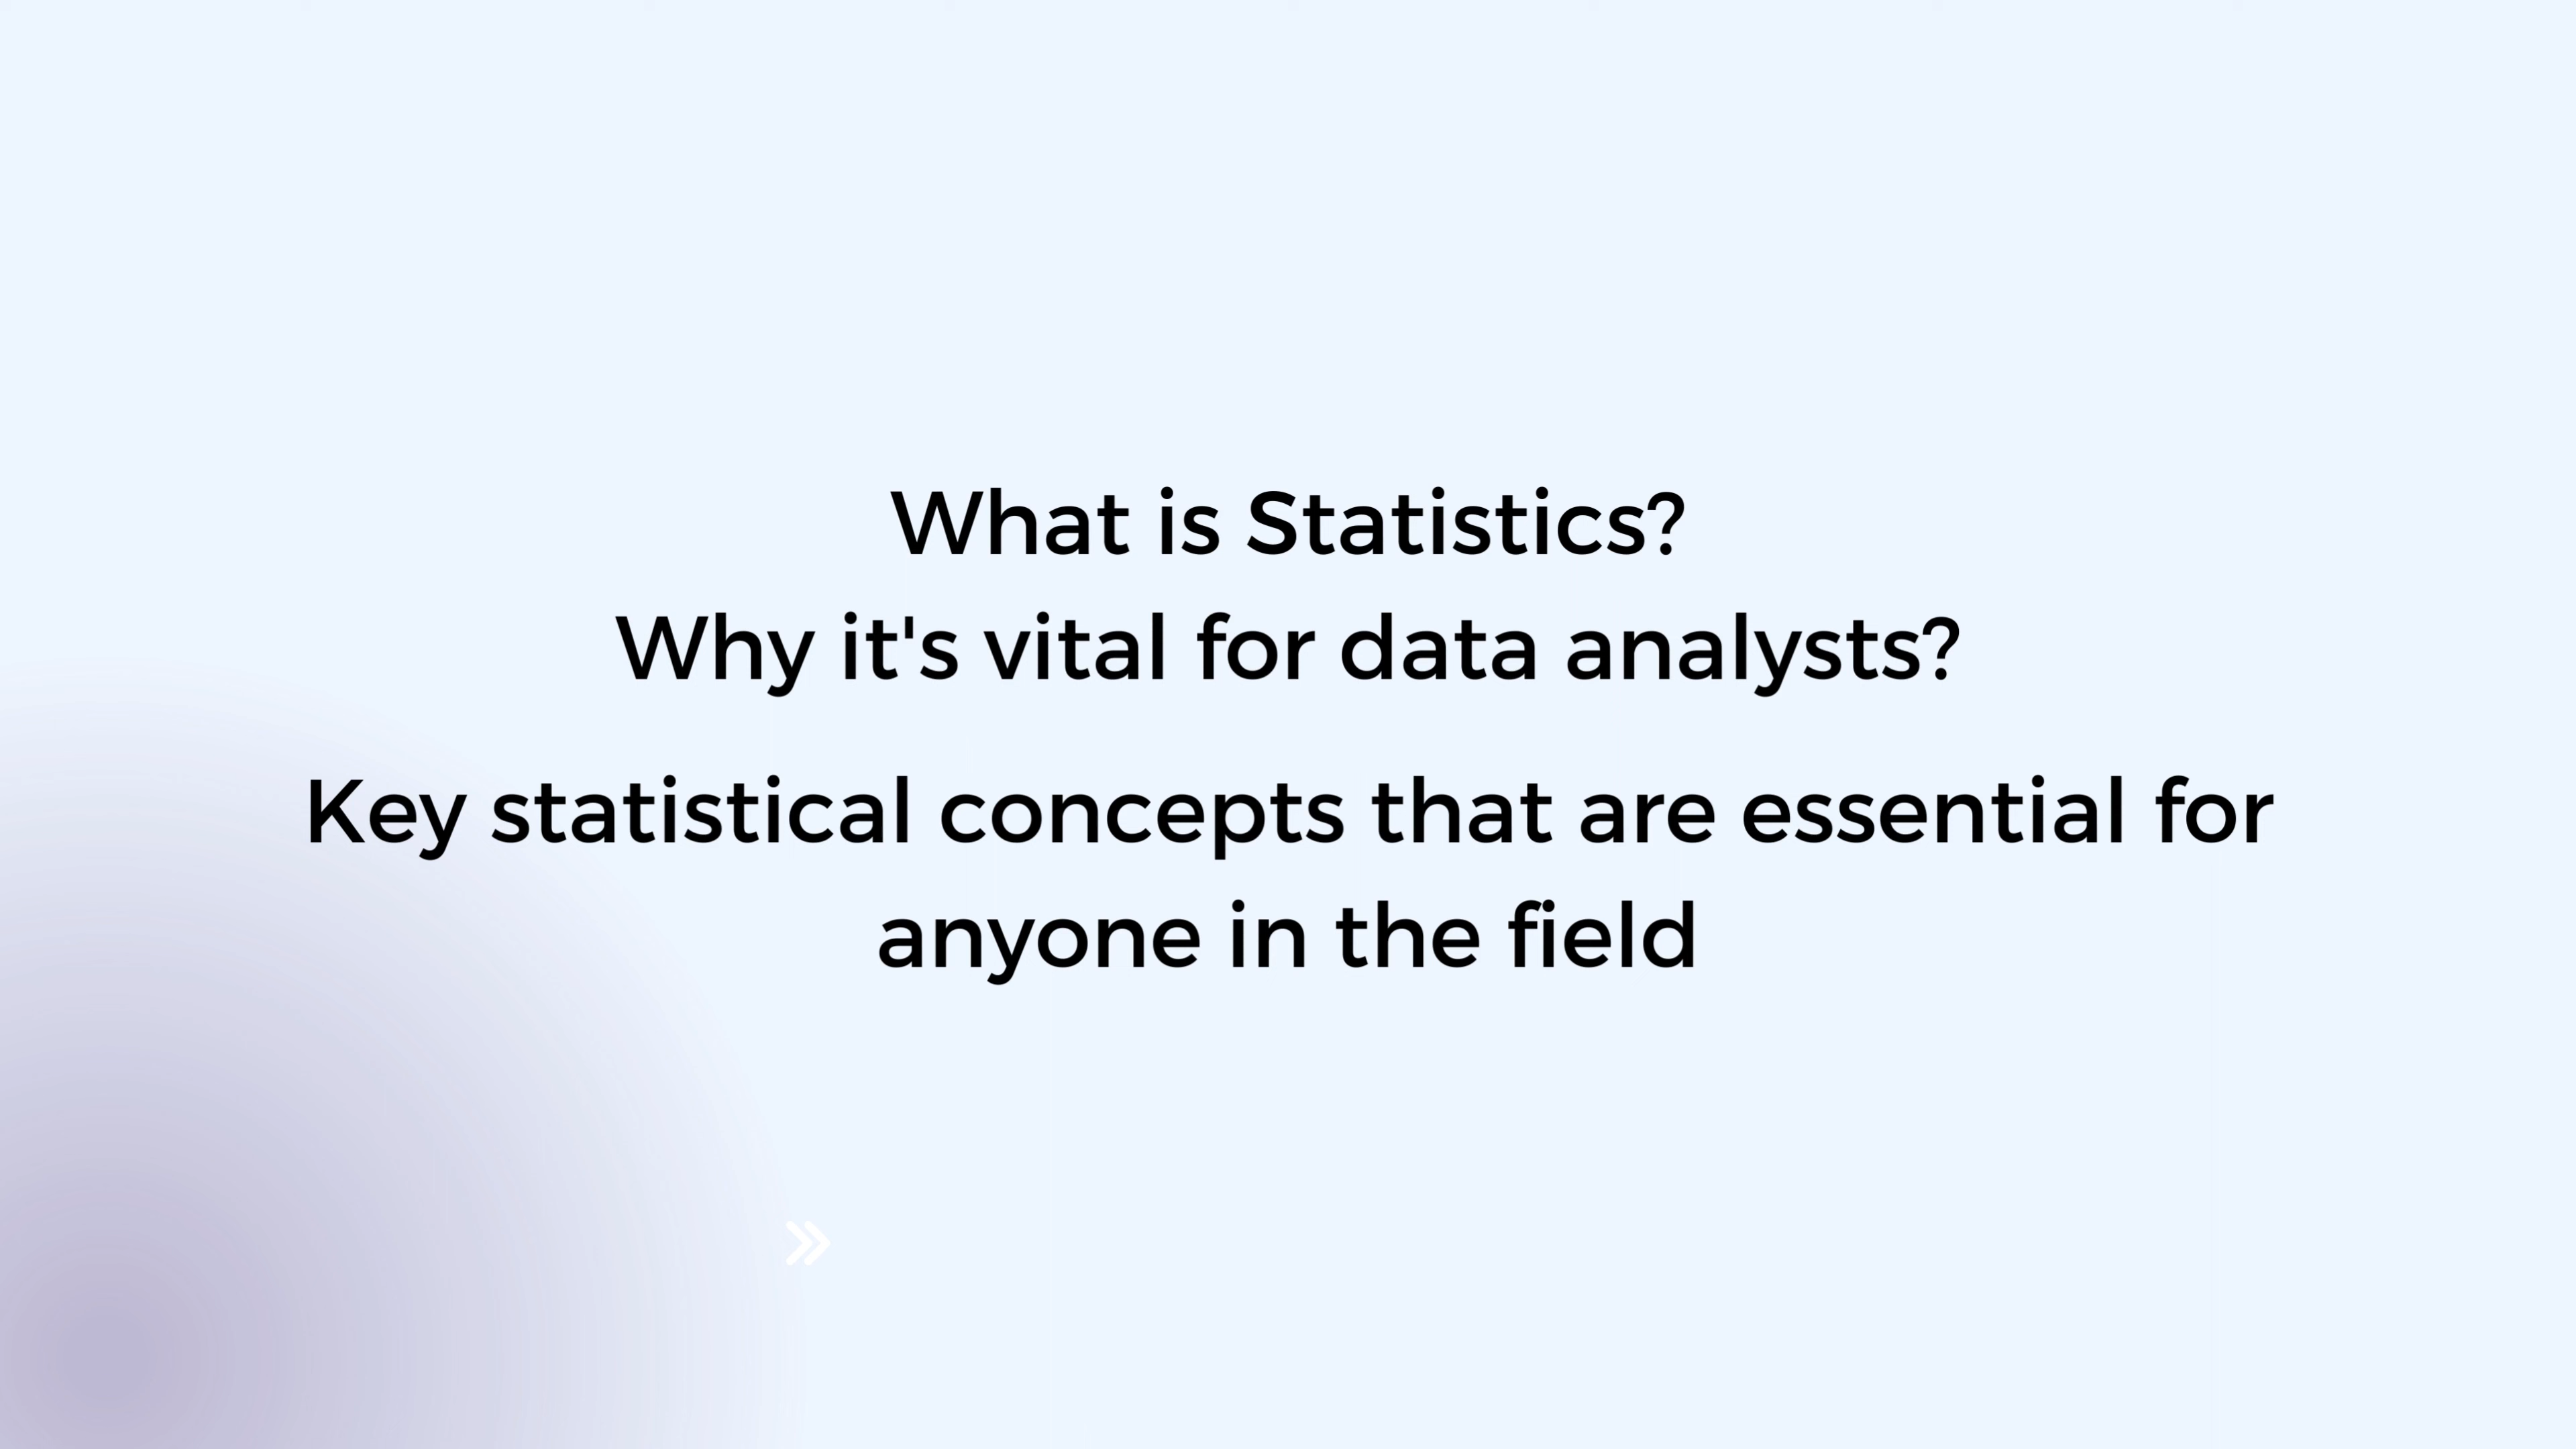 What is Statistics?
Why it's vital for data analysts?
Key statistical concepts that are essential for
anyone in the field